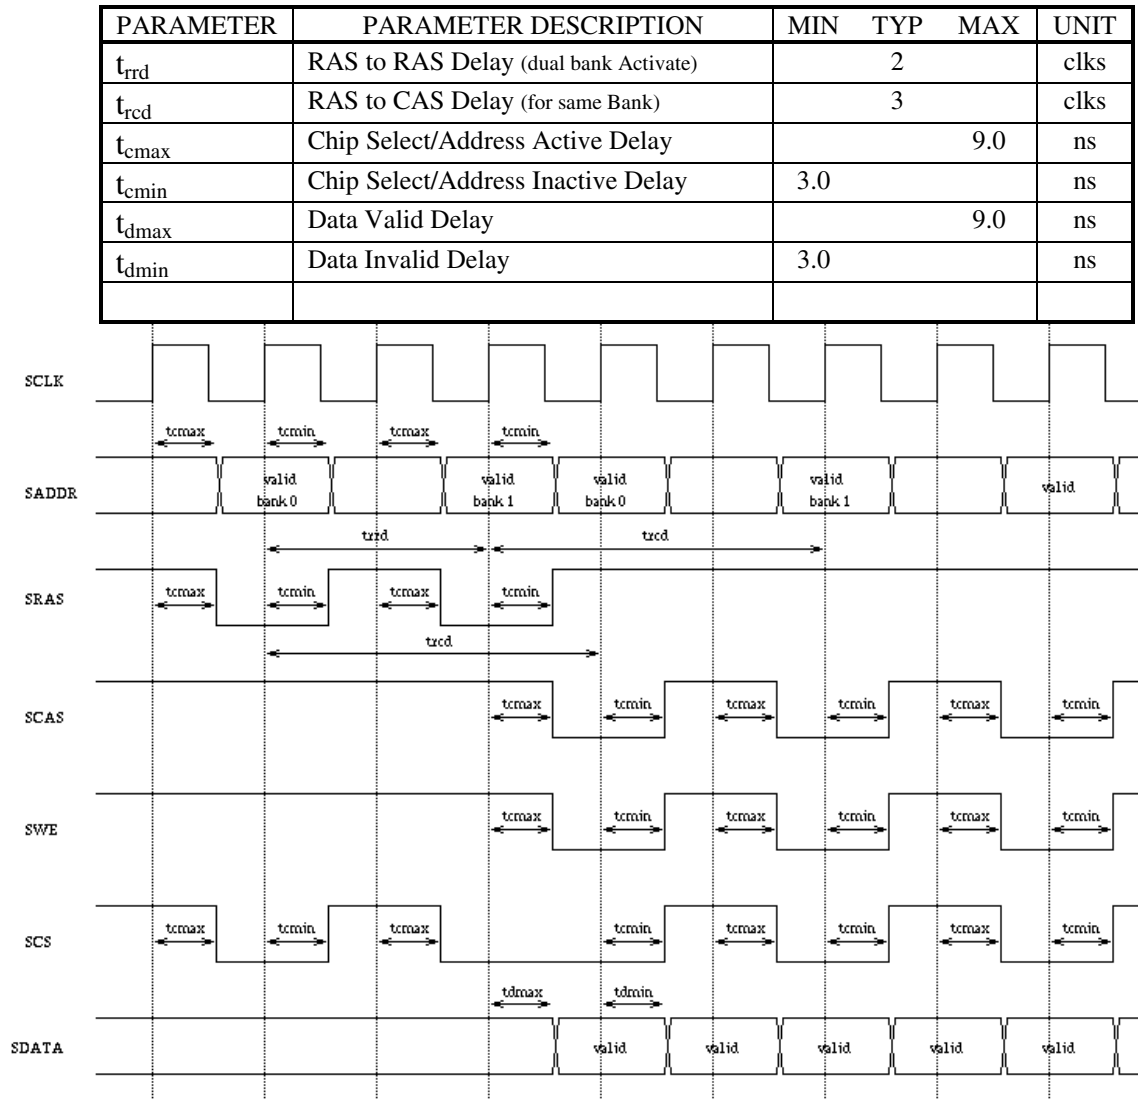 PARAMETER PARAMETER DESCRIPTION MIN TYP MAX UNIT
trrd RAS to RAS Delay (dual bank Activate) 2 clks
trcd RAS to CAS Delay (for same Bank) 3 clks
tcmax Chip Select/Address Active Delay 9.0 ns
tcmin Chip Select/Address Inactive Delay 3.0 ns
tdmax Data Valid Delay 9.0 ns
tdmin Data Invalid Delay 3.0 ns
SCLK
tcmax tcmin tcmax tcmin
valid valid valid valid
SADDR valid
bank 0 bank 1 bank 0 bank 1
trrd trcd
SRAS tcmax tcmin tcmax tcmin
trcd
SCAS tcmax tcmin tcmax tcmin tcmax tcmin
SWE tcmax tcmin tcmax tcmin tcmax tcmin
SCS tcmax tcmin tcmax tcmin tcmax tcmin tcmax tcmin
tdmax tdmin
SDATA valid valid valid valid valid